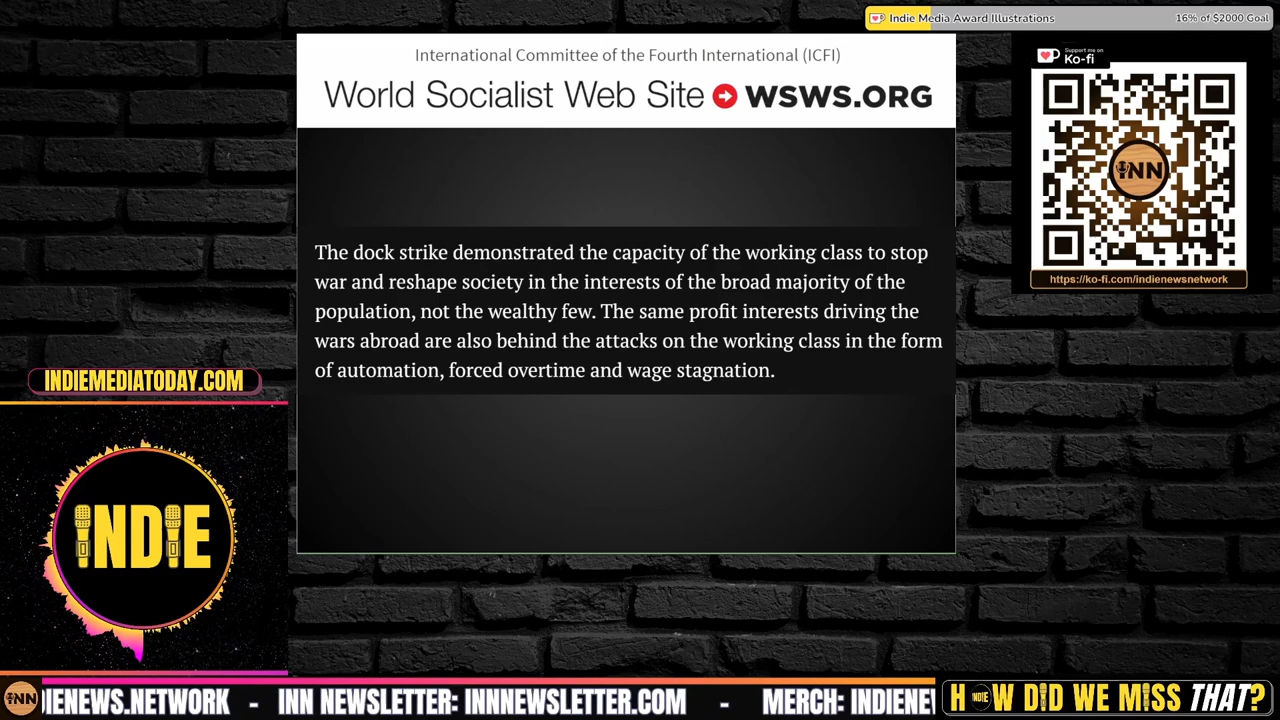 Indie Media Award Illustrations
16% of $2000 Goal
International Committee of the Fourth International (ICFI)
World Socialist Web Site WSWS.ORG
Support me on
Ko-fi
INN
https://ko-fi.com/indienewsnetwork
The dock strike demonstrated the capacity of the working class to stop
war and reshape society in the interests of the broad majority of the
population, not the wealthy few. The same profit interests driving the
wars abroad are also behind the attacks on the working class in the form
of automation, forced overtime and wage stagnation.
INDIEMEDIATODAY.COM
INDIE
INN
DIENEWS.NETWORK - INN NEWSLETTER: INNNEWSLETTER.COM - MERCH: INDIENE
HOW DID WE MISS THAT?